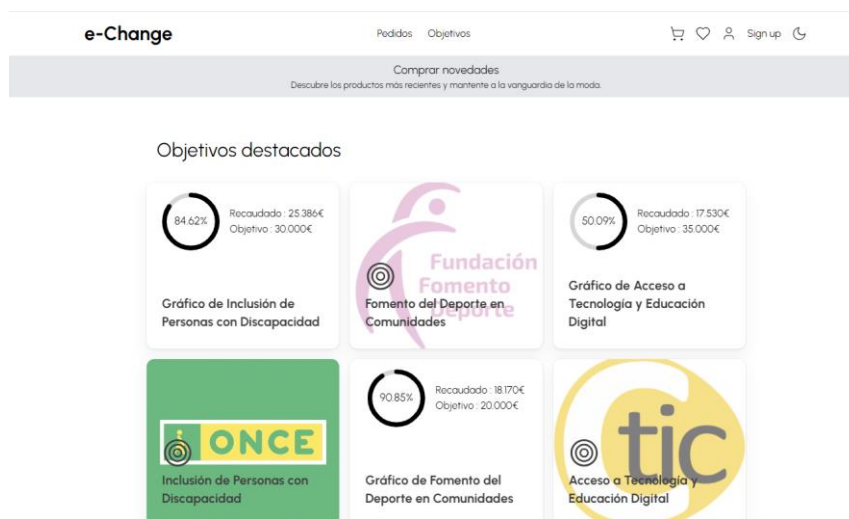 e-Change
Pedidos
Objetivos
Sign up
Comprar novedades
Descubre los productos más recientes y mantente a la vanguardia de la moda.
Objetivos destacados
84.62%
Recaudado : 25.386€
Objetivo : 30.000€
Gráfico de Inclusión de
Personas con Discapacidad
Fundación
Fomento
Deporte
Fomento del Deporte en
Comunidades
50.09%
Recaudado : 17.530€
Objetivo : 35.000€
Gráfico de Acceso a
Tecnología y Educación
Digital
ONCE
Inclusión de Personas con
Discapacidad
90.85%
Recaudado : 18.170€
Objetivo : 20.000€
Gráfico de Fomento del
Deporte en Comunidades
tic
Acceso a Tecnología y
Educación Digital